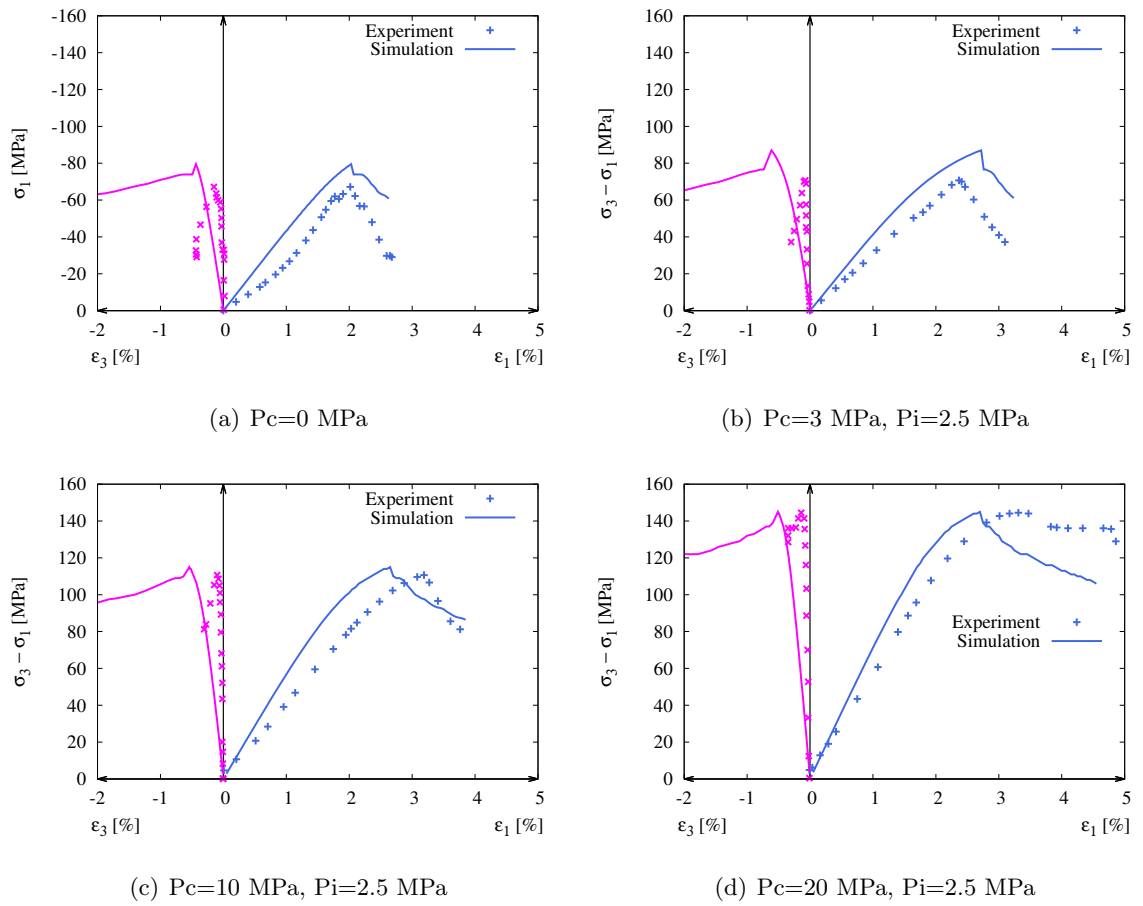 -160
-140
-120
-100
-80
-60
-40
-20
0
σ1 [MPa]
Experiment
Simulation
-2 -1 0 1 2 3 4 5
ε3 [%] ε1 [%]
(a) Pc=0 MPa
160
140
120
100
80
60
40
20
0
σ3 − σ1 [MPa]
Experiment
Simulation
-2 -1 0 1 2 3 4 5
ε3 [%] ε1 [%]
(b) Pc=3 MPa, Pi=2.5 MPa
160
140
120
100
80
60
40
20
0
σ3 − σ1 [MPa]
Experiment
Simulation
-2 -1 0 1 2 3 4 5
ε3 [%] ε1 [%]
(c) Pc=10 MPa, Pi=2.5 MPa
160
140
120
100
80
60
40
20
0
σ3 − σ1 [MPa]
Experiment
Simulation
-2 -1 0 1 2 3 4 5
ε3 [%] ε1 [%]
(d) Pc=20 MPa, Pi=2.5 MPa